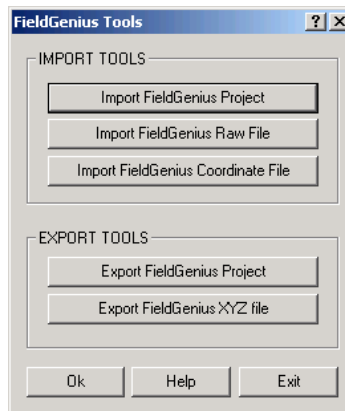 FieldGenius Tools
IMPORT TOOLS
Import FieldGenius Project
Import FieldGenius Raw File
Import FieldGenius Coordinate File
EXPORT TOOLS
Export FieldGenius Project
Export FieldGenius XYZ file
Ok Help Exit